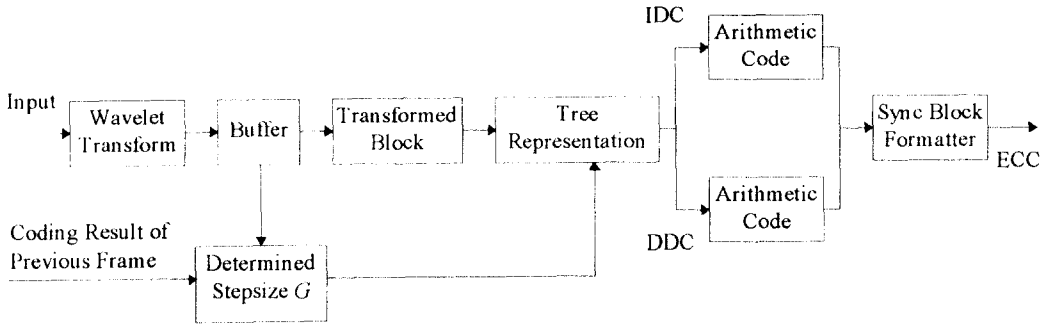 IDC
Arithmetic
Code
Input
Wavelet
Transform
Buffer
Transformed
Block
Tree
Representation
Sync Block
Formatter
ECC
Arithmetic
Code
DDC
Coding Result of
Previous Frame
Determined
Stepsize G